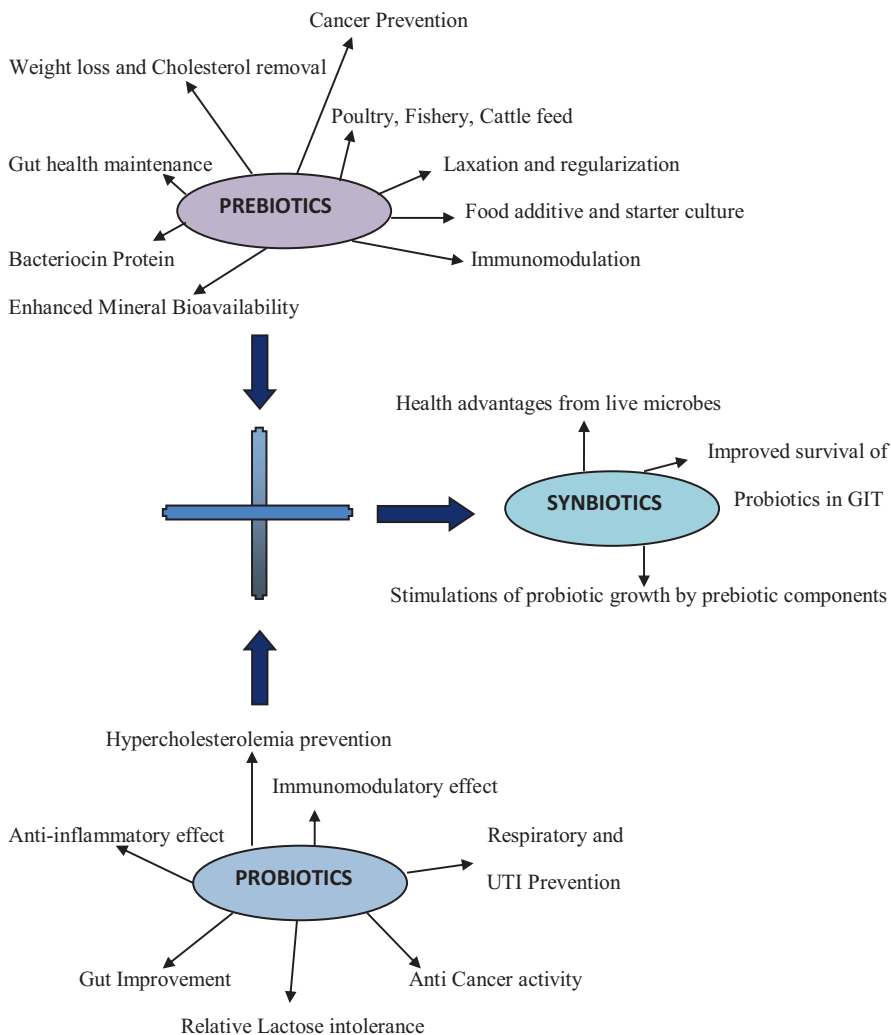 Cancer Prevention
Weight loss and Cholesterol removal
Poultry, Fishery, Cattle feed
Gut health maintenance
Laxation and regularization
PREBIOTICS
Food additive and starter culture
Bacteriocin Protein
Immunomodulation
Enhanced Mineral Bioavailability
Health advantages from live microbes
Improved survival of
Probiotics in GIT
SYNBIOTICS
Stimulations of probiotic growth by prebiotic components
Hypercholesterolemia prevention
Immunomodulatory effect
Anti-inflammatory effect
Respiratory and
UTI Prevention
PROBIOTICS
Gut Improvement
Anti Cancer activity
Relative Lactose intolerance